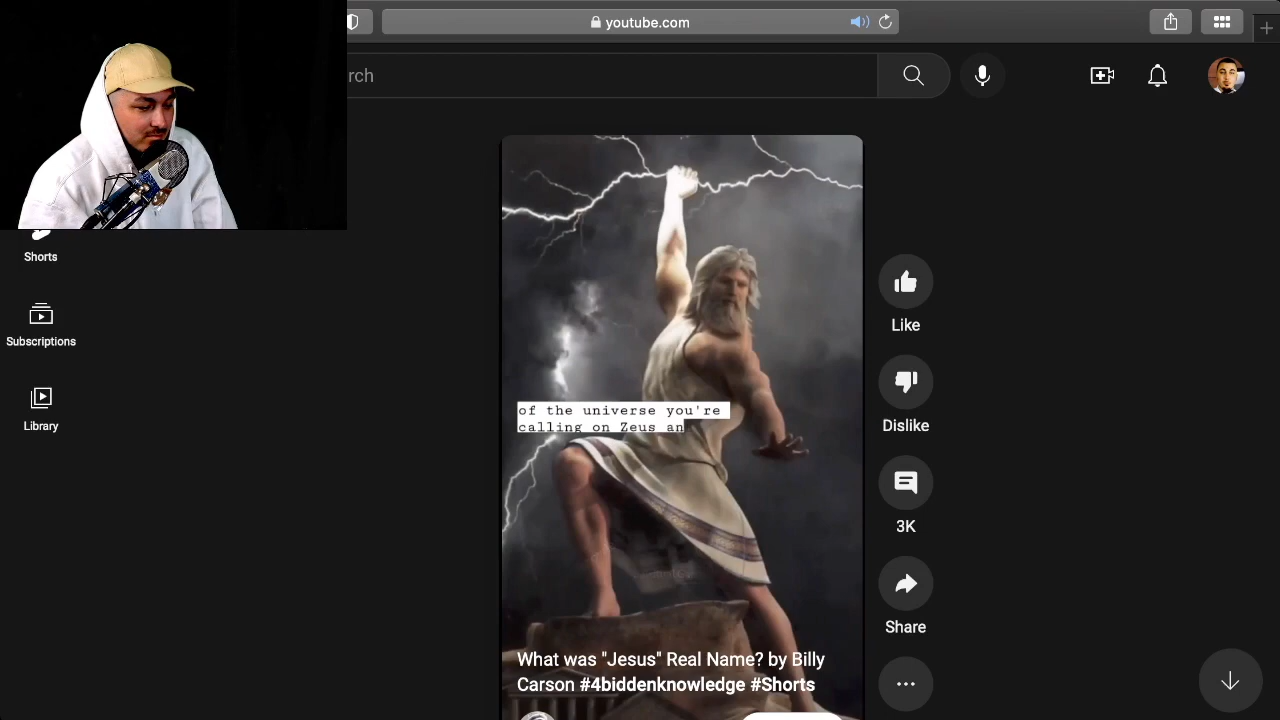 youtube.com
rch
Shorts
Subscriptions
Library
of the universe you're
calling on Zeus an
Like
Dislike
3K
Share
What was "Jesus" Real Name? by Billy
Carson #4biddenknowledge #Shorts